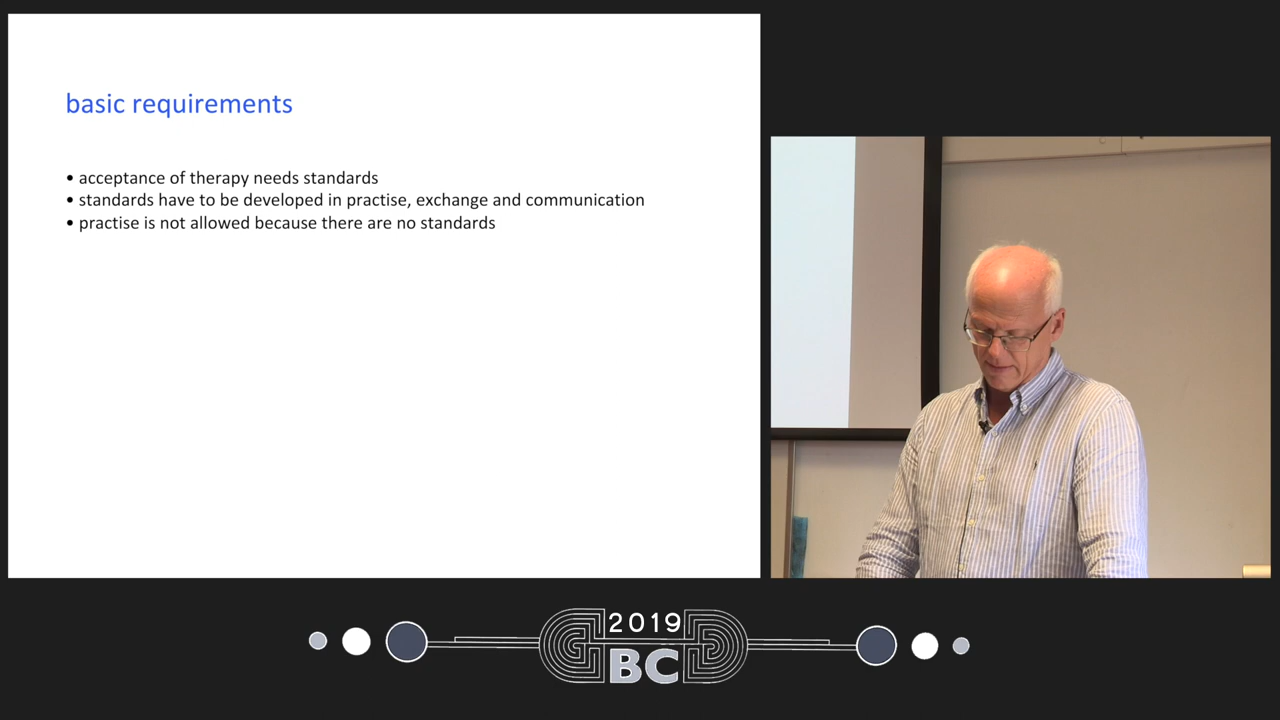 basic requirements
• acceptance of therapy needs standards
• standards have to be developed in practise, exchange and communication
• practise is not allowed because there are no standards
2019
BC